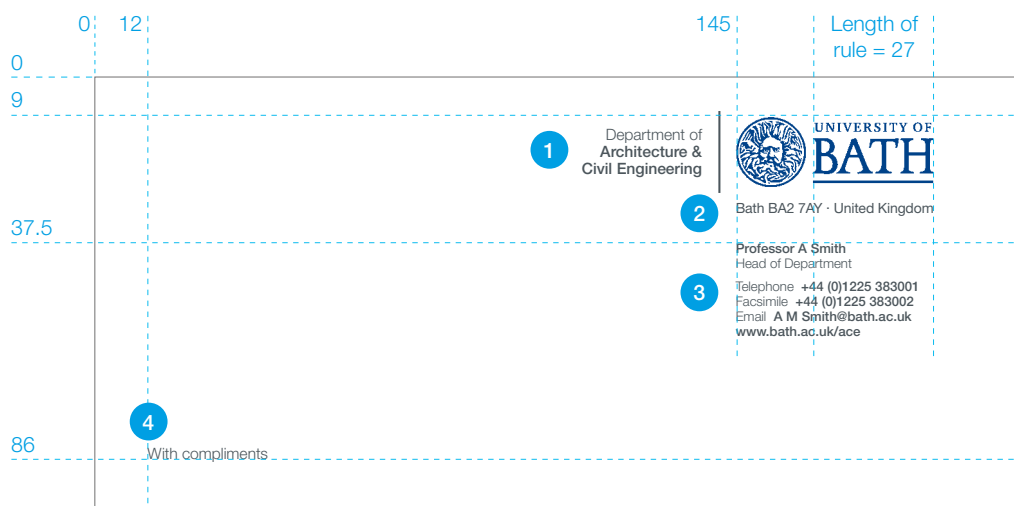 0 12 145 Length of
rule = 27
0
9
1 Department of
Architecture &
Civil Engineering
UNIVERSITY OF
BATH
2 Bath BA2 7AY · United Kingdom
37.5
Professor A Smith
Head of Department
3 Telephone +44 (0)1225 383001
Facsimile +44 (0)1225 383002
Email A M Smith@bath.ac.uk
www.bath.ac.uk/ace
4
86
With compliments